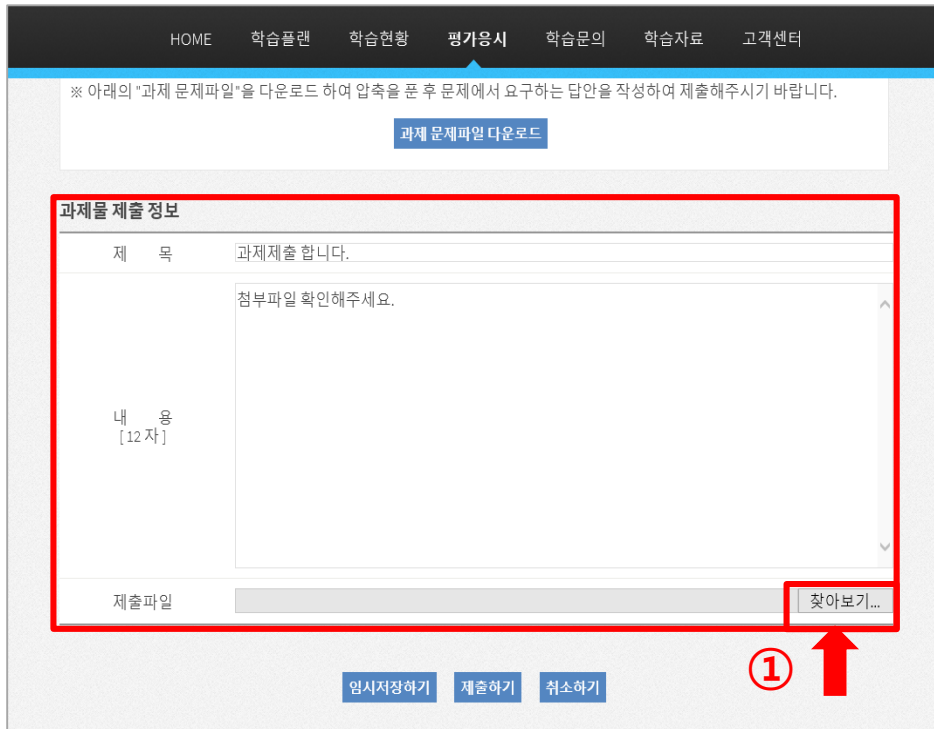 HOME 학습플랜 학습현황 평가응시 학습문의 학습자료 고객센터
※ 아래의 "과제 문제파일"을 다운로드 하여 압축을 푼 후 문제에서 요구하는 답안을 작성하여 제출해주시기 바랍니다.
과제 문제파일 다운로드
과제물 제출 정보
제 목 과제제출 합니다.
첨부파일 확인해주세요.
내 용
[ 12 자 ]
제출파일 찾아보기...
①
임시저장하기 제출하기 취소하기